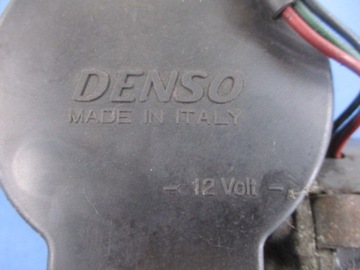 DENSO
MADE IN ITALY
- 12 Volt -